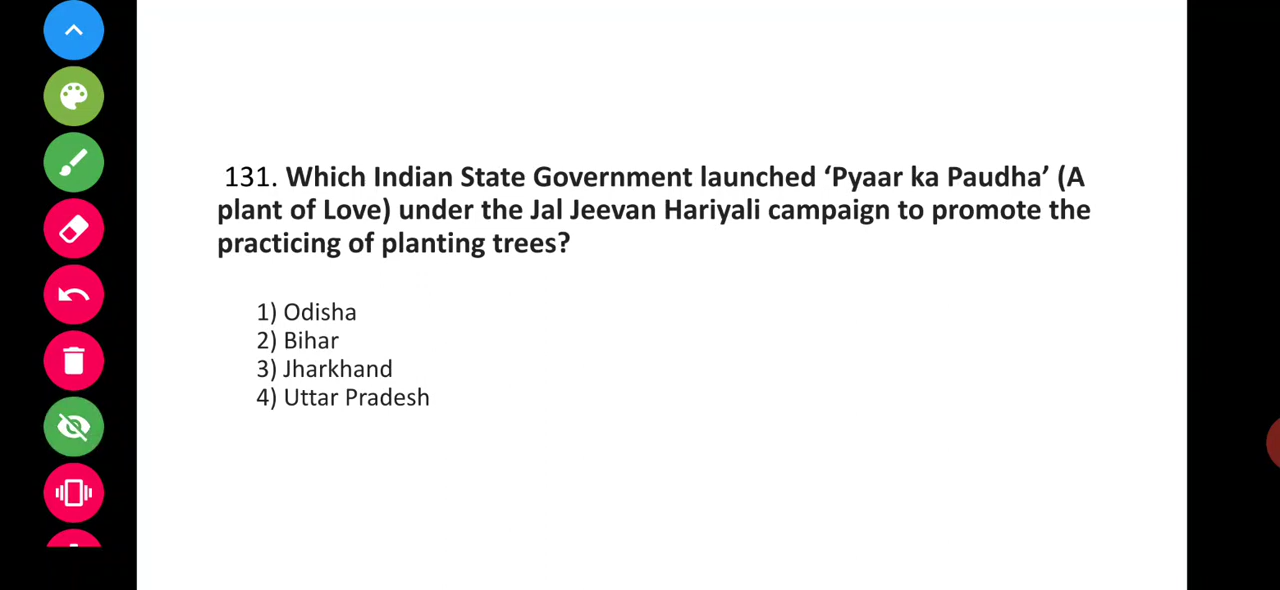 131. Which Indian State Government launched ‘Pyaar ka Paudha’ (A
plant of Love) under the Jal Jeevan Hariyali campaign to promote the
practicing of planting trees?
1) Odisha
2) Bihar
3) Jharkhand
4) Uttar Pradesh